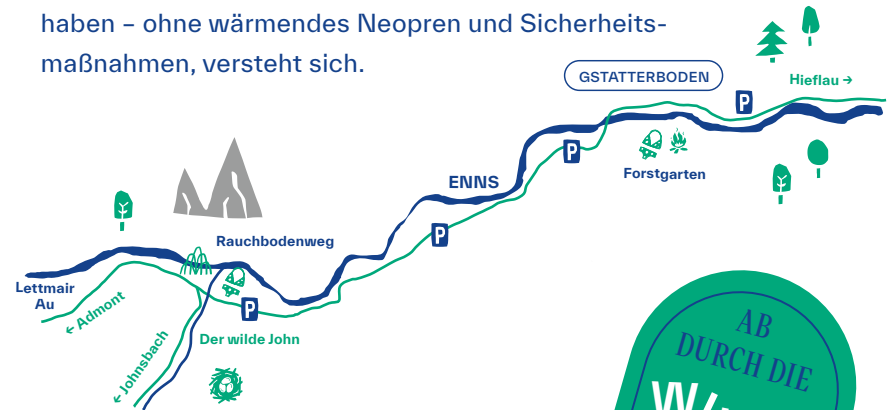 haben – ohne wärmendes Neopren und Sicherheits-
maßnahmen, versteht sich.
GSTATTERBODEN
Hieflau →
P
P
Forstgarten
ENNS
P
Rauchbodenweg
Lettmair
Au
← Admont
P
Der wilde John
← Johnsbach
AB
DURCH DIE